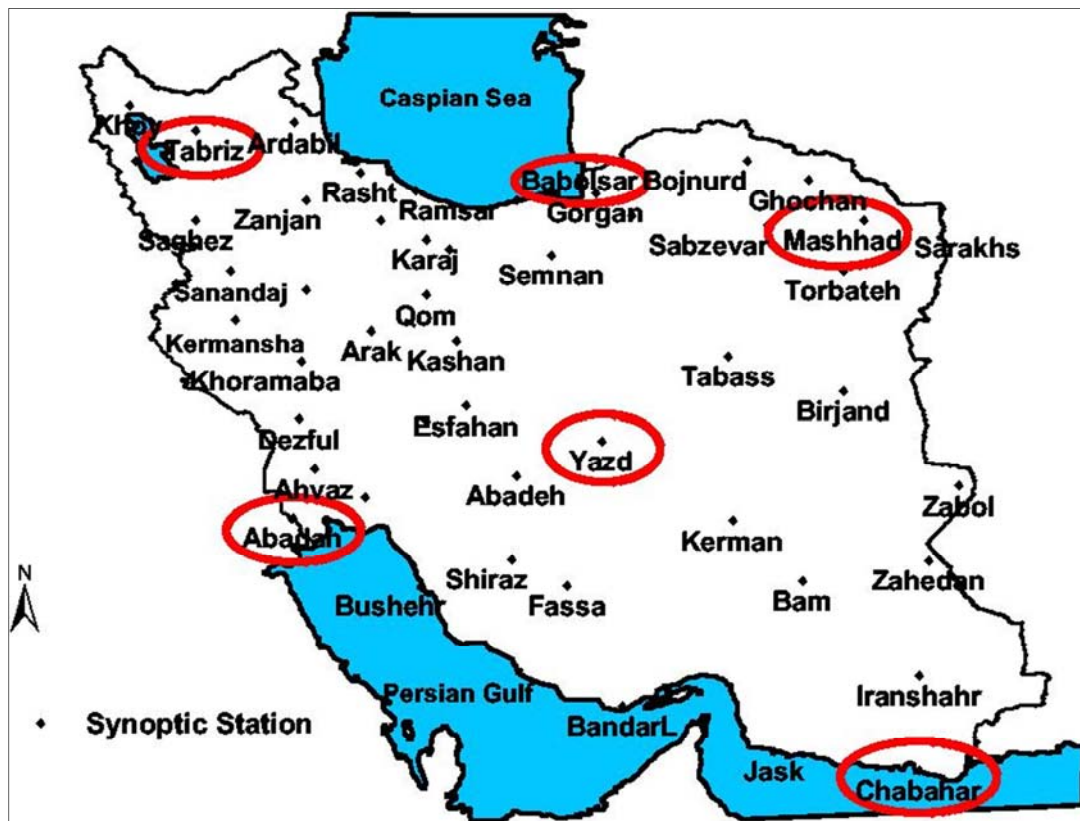 Caspian Sea
Khoy
Tabriz
Ardabil
Rasht
Babolsar
Bojnurd
Zanjan
Ramsar
Gorgan
Ghochan
Saghez
Karaj
Semnan
Sabzevar
Mashhad
Sarakhs
Sanandaj
Qom
Torbateh
Kermansha
Arak
Kashan
Tabass
Khoramaba
Birjand
Dezful
Esfahan
Yazd
Ahvaz
Abadeh
Zabol
Abadan
Kerman
N
Shiraz
Zahedan
Bushehr
Fassa
Bam
Persian Gulf
Iranshahr
Synoptic Station
BandarL
Jask
Chabahar